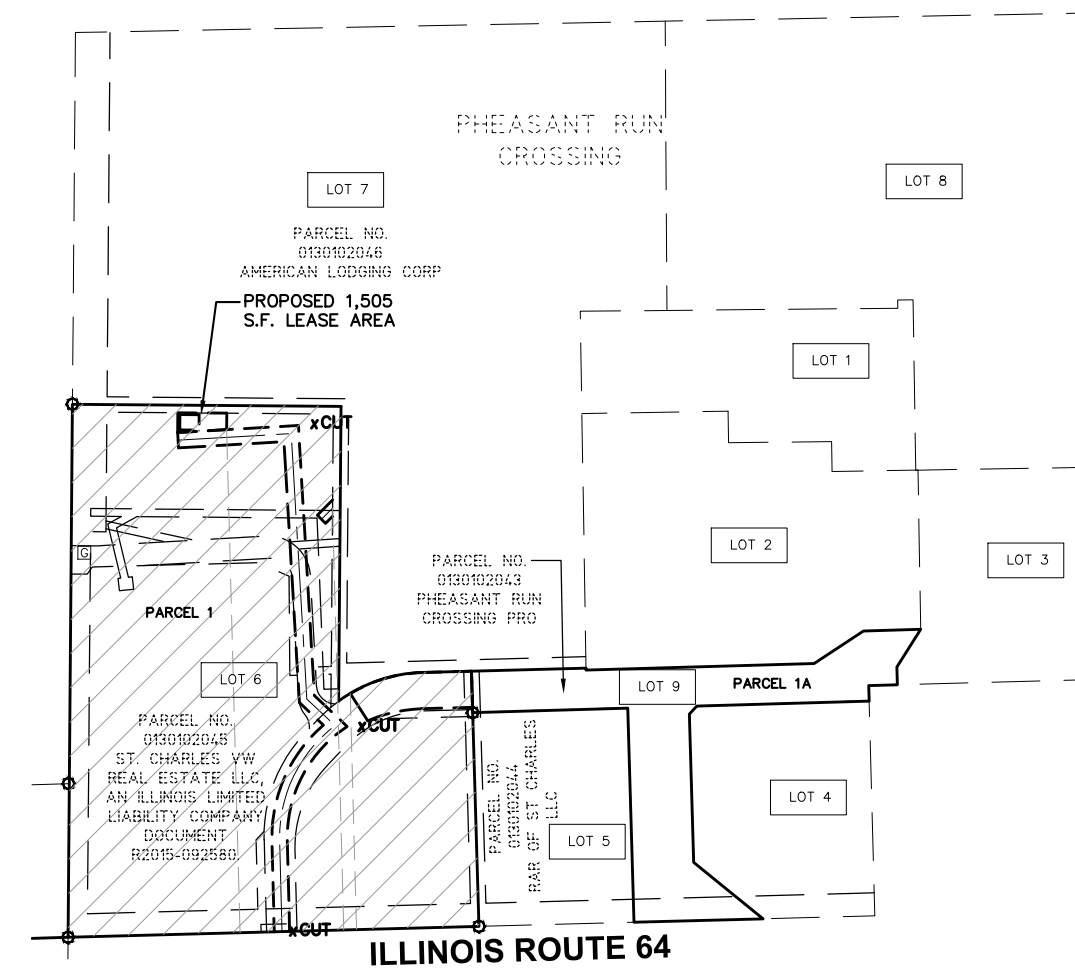 PHEASANT RUN
CROSSING
LOT 7
LOT 8
PARCEL NO.
0130102046
AMERICAN LODGING CORP
PROPOSED 1,505
S.F. LEASE AREA
LOT 1
xCUT
LOT 2
LOT 3
G
PARCEL NO.
0130102043
PHEASANT RUN
CROSSING PRO
PARCEL 1
LOT 6
LOT 9
PARCEL 1A
PARCEL NO.
0130102045
ST. CHARLES VW
REAL ESTATE LLC,
AN ILLINOIS LIMITED
LIABILITY COMPANY
DOCUMENT
R2015-092580
xCUT
PARCEL NO.
0130102044
RAR OF ST CHARLES
LLC
LOT 4
LOT 5
xCUT
ILLINOIS ROUTE 64